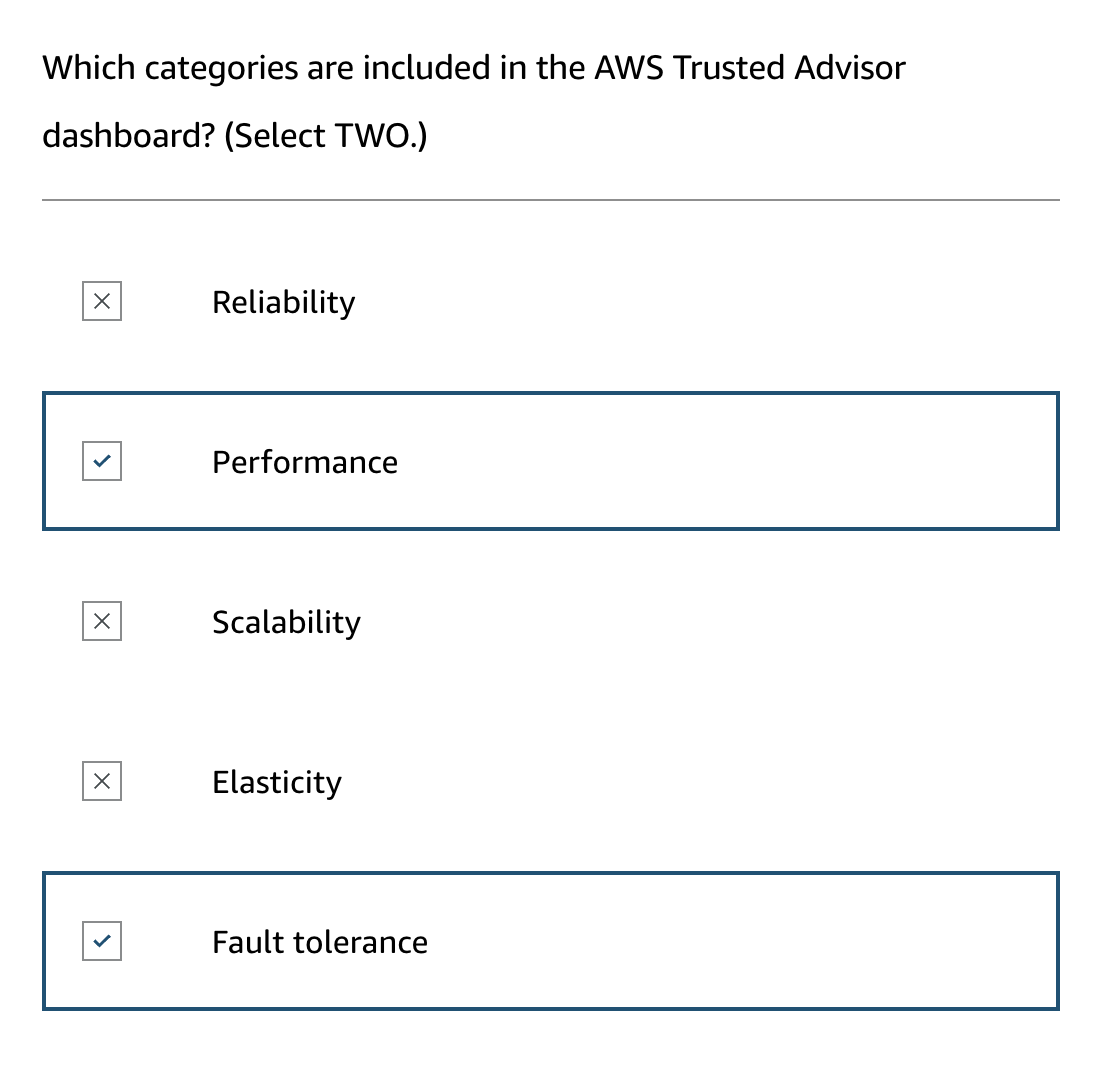 Which categories are included in the AWS Trusted Advisor
dashboard? (Select TWO.)
Reliability
Performance
Scalability
Elasticity
Fault tolerance